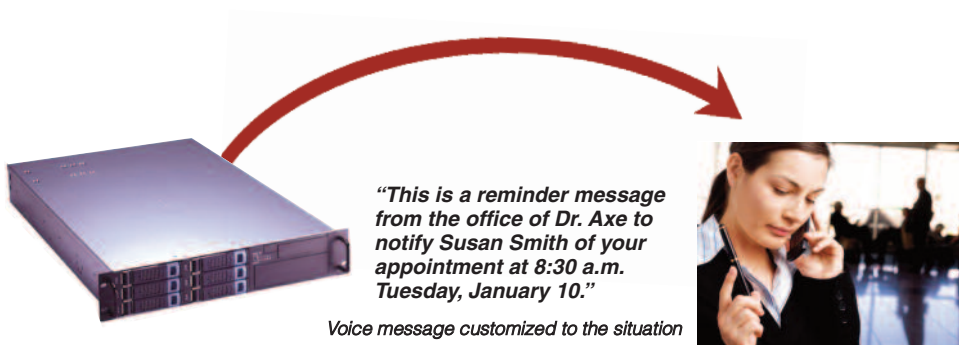 “This is a reminder message
from the office of Dr. Axe to
notify Susan Smith of your
appointment at 8:30 a.m.
Tuesday, January 10.”
Voice message customized to the situation